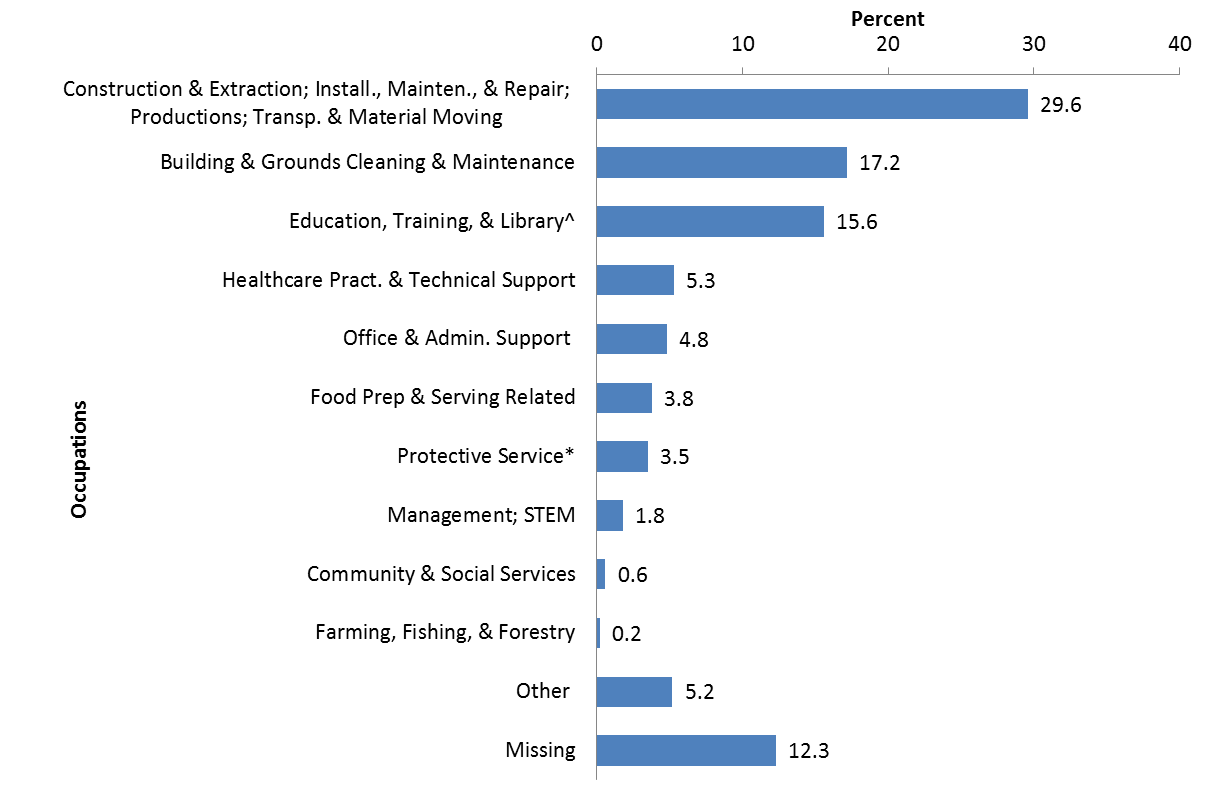 Percent
0 10 20 30 40
Construction & Extraction; Install., Mainten., & Repair;
Productions; Transp. & Material Moving
29.6
Building & Grounds Cleaning & Maintenance 17.2
Education, Training, & Library^ 15.6
Healthcare Pract. & Technical Support 5.3
Office & Admin. Support 4.8
Food Prep & Serving Related 3.8
Protective Service* 3.5
Management; STEM 1.8
Community & Social Services 0.6
Farming, Fishing, & Forestry 0.2
Other 5.2
Missing 12.3
Occupations